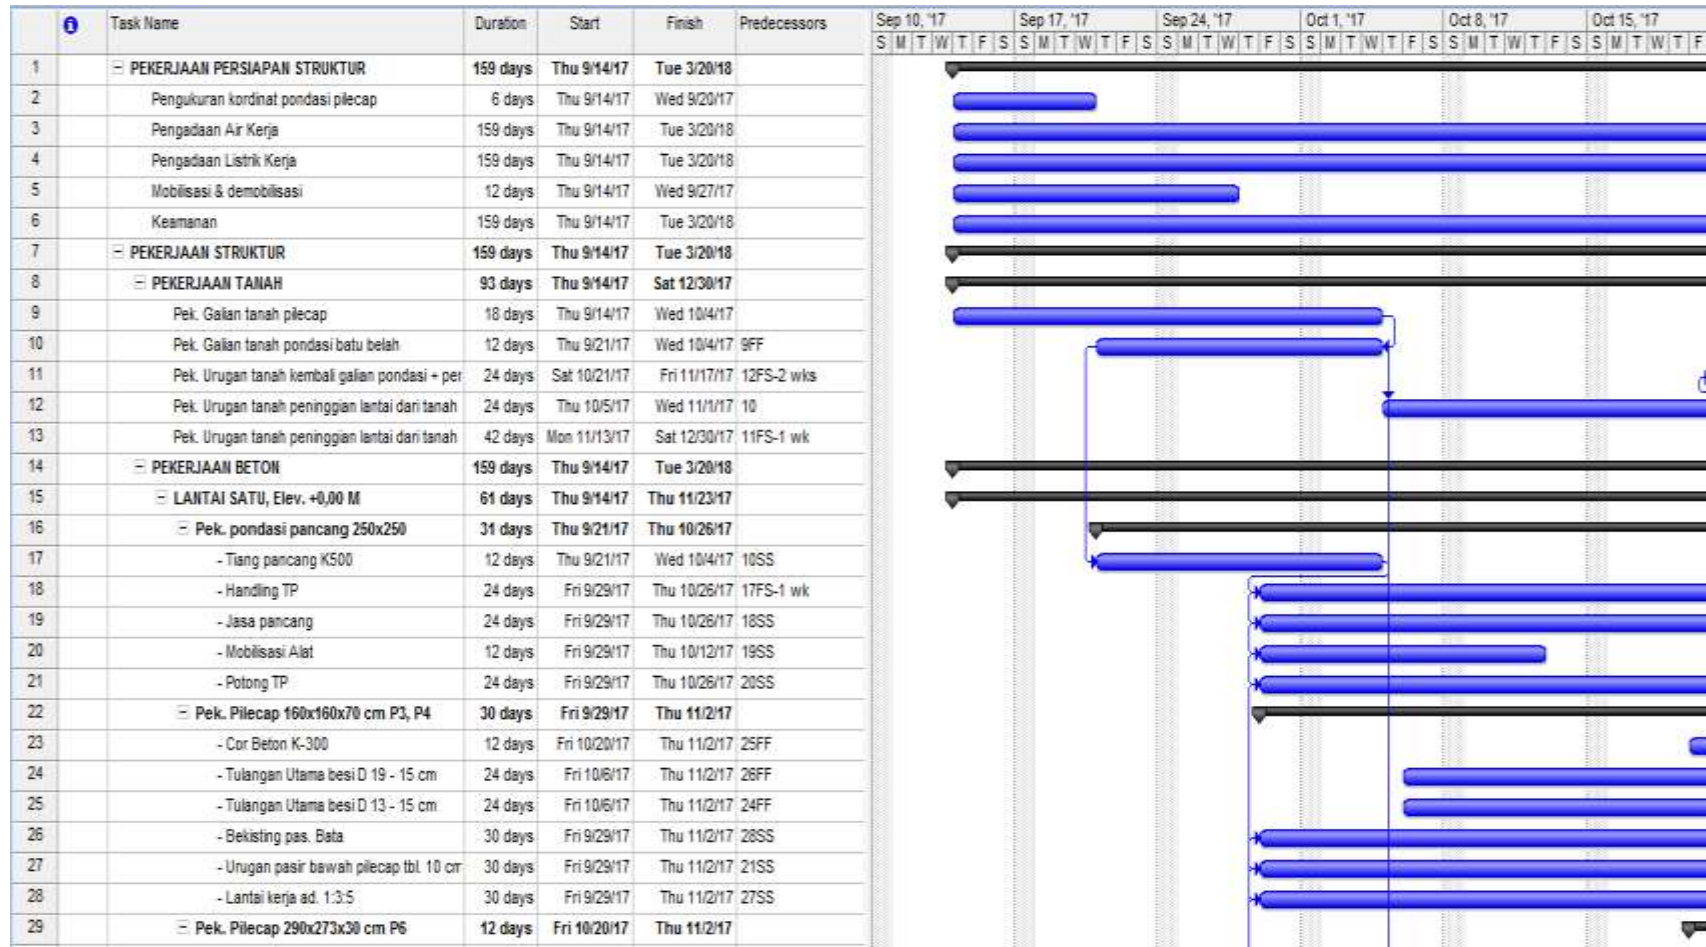 Task Name Duration Start Finish Predecessors Sep 10, '17 Sep 17, '17 Sep 24, '17 Oct 1, '17 Oct 8, '17 Oct 15, '17
S M T W T F S S M T W T F S S M T W T F S S M T W T F S S M T W T F S S M T W T F
1 PEKERJAAN PERSIAPAN STRUKTUR 159 days Thu 9/14/17 Tue 3/20/18
2 Pengukuran kordinat pondasi pilecap 6 days Thu 9/14/17 Wed 9/20/17
3 Pengadaan Air Kerja 159 days Thu 9/14/17 Tue 3/20/18
4 Pengadaan Listrik Kerja 159 days Thu 9/14/17 Tue 3/20/18
5 Mobilisasi & demobilisasi 12 days Thu 9/14/17 Wed 9/27/17
6 Keamanan 159 days Thu 9/14/17 Tue 3/20/18
7 PEKERJAAN STRUKTUR 159 days Thu 9/14/17 Tue 3/20/18
8 PEKERJAAN TANAH 93 days Thu 9/14/17 Sat 12/30/17
9 Pek. Galian tanah pilecap 18 days Thu 9/14/17 Wed 10/4/17
10 Pek. Galian tanah pondasi batu belah 12 days Thu 9/21/17 Wed 10/4/17 9FF
11 Pek. Urugan tanah kembali galian pondasi + per 24 days Sat 10/21/17 Fri 11/17/17 12FS-2 wks
12 Pek. Urugan tanah peninggian lantai dari tanah 24 days Thu 10/5/17 Wed 11/1/17 10
13 Pek. Urugan tanah peninggian lantai dari tanah 42 days Mon 11/13/17 Sat 12/30/17 11FS-1 wk
14 PEKERJAAN BETON 159 days Thu 9/14/17 Tue 3/20/18
15 LANTAI SATU, Elev. +0,00 M 61 days Thu 9/14/17 Thu 11/23/17
16 Pek. pondasi pancang 250x250 31 days Thu 9/21/17 Thu 10/26/17
17 - Tiang pancang K500 12 days Thu 9/21/17 Wed 10/4/17 10SS
18 - Handling TP 24 days Fri 9/29/17 Thu 10/26/17 17FS-1 wk
19 - Jasa pancang 24 days Fri 9/29/17 Thu 10/26/17 18SS
20 - Mobilisasi Alat 12 days Fri 9/29/17 Thu 10/12/17 19SS
21 - Potong TP 24 days Fri 9/29/17 Thu 10/26/17 20SS
22 Pek. Pilecap 160x160x70 cm P3, P4 30 days Fri 9/29/17 Thu 11/2/17
23 - Cor Beton K-300 12 days Fri 10/20/17 Thu 11/2/17 25FF
24 - Tulangan Utama besi D 19 - 15 cm 24 days Fri 10/6/17 Thu 11/2/17 26FF
25 - Tulangan Utama besi D 13 - 15 cm 24 days Fri 10/6/17 Thu 11/2/17 24FF
26 - Bekisting pas. Bata 30 days Fri 9/29/17 Thu 11/2/17 28SS
27 - Urugan pasir bawah pilecap tbl. 10 cm 30 days Fri 9/29/17 Thu 11/2/17 21SS
28 - Lantai kerja ad. 1:3:5 30 days Fri 9/29/17 Thu 11/2/17 27SS
29 Pek. Pilecap 290x273x30 cm P6 12 days Fri 10/20/17 Thu 11/2/17